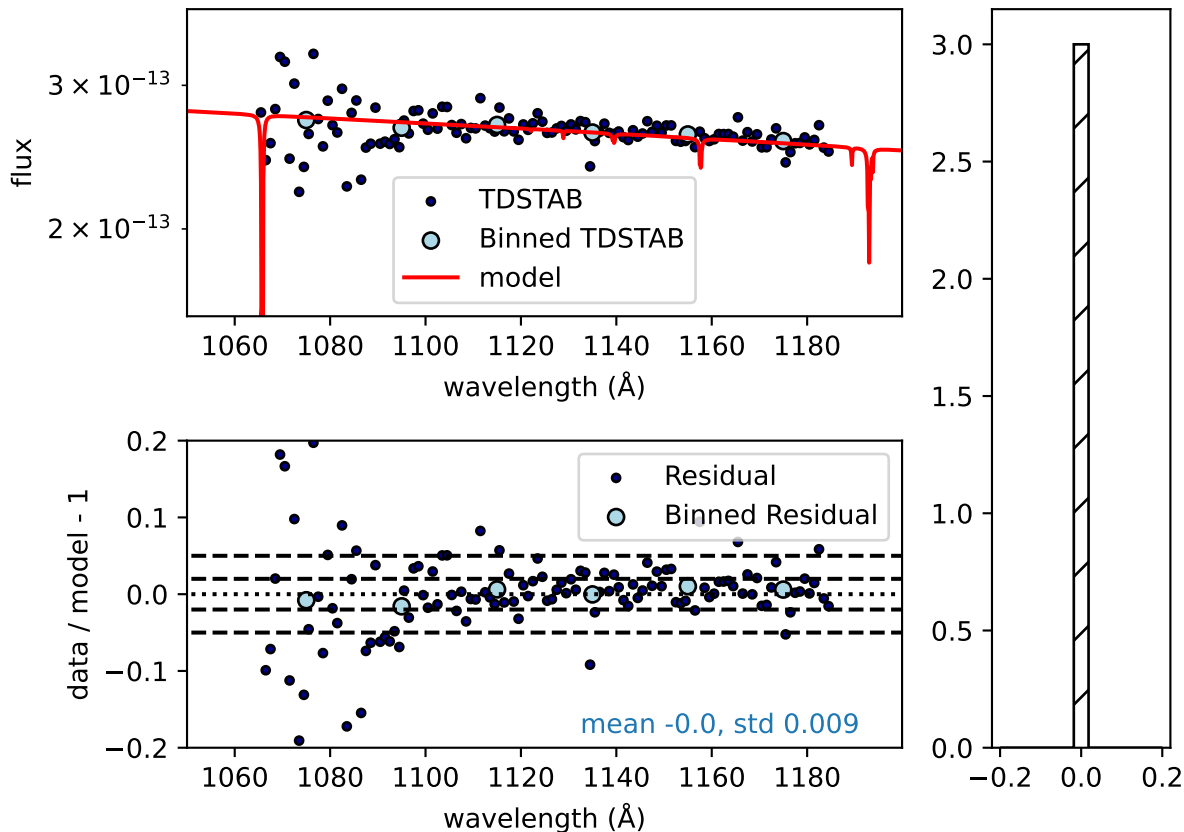 flux
3 × 10⁻¹³
2 × 10⁻¹³
TDSTAB
Binned TDSTAB
model
1060 1080 1100 1120 1140 1160 1180
wavelength (Å)
data / model - 1
0.2
0.1
0.0
−0.1
−0.2
Residual
Binned Residual
mean -0.0, std 0.009
1060 1080 1100 1120 1140 1160 1180
wavelength (Å)
3.0
2.5
2.0
1.5
1.0
0.5
0.0
−0.2 0.0 0.2